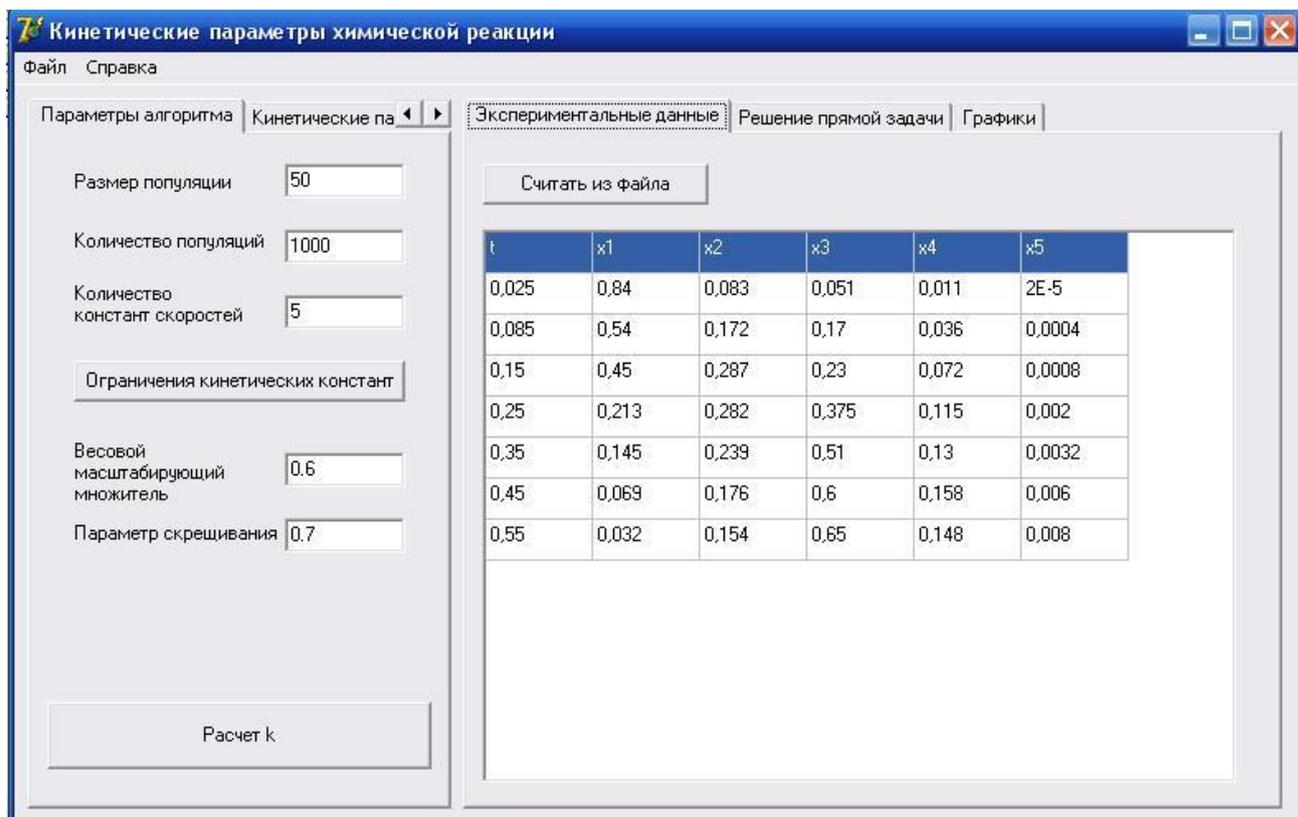 Кинетические параметры химической реакции
Файл Справка
Параметры алгоритма Кинетические па
Размер популяции 50
Количество популяций 1000
Количество
констант скоростей 5
Ограничения кинетических констант
Весовой
масштабирующий 0.6
множитель
Параметр скрещивания 0.7
Расчет k
Экспериментальные данные Решение прямой задачи Графики
Считать из файла
t x1 x2 x3 x4 x5
0,025 0,84 0,083 0,051 0,011 2E-5
0,085 0,54 0,172 0,17 0,036 0,0004
0,15 0,45 0,287 0,23 0,072 0,0008
0,25 0,213 0,282 0,375 0,115 0,002
0,35 0,145 0,239 0,51 0,13 0,0032
0,45 0,069 0,176 0,6 0,158 0,006
0,55 0,032 0,154 0,65 0,148 0,008